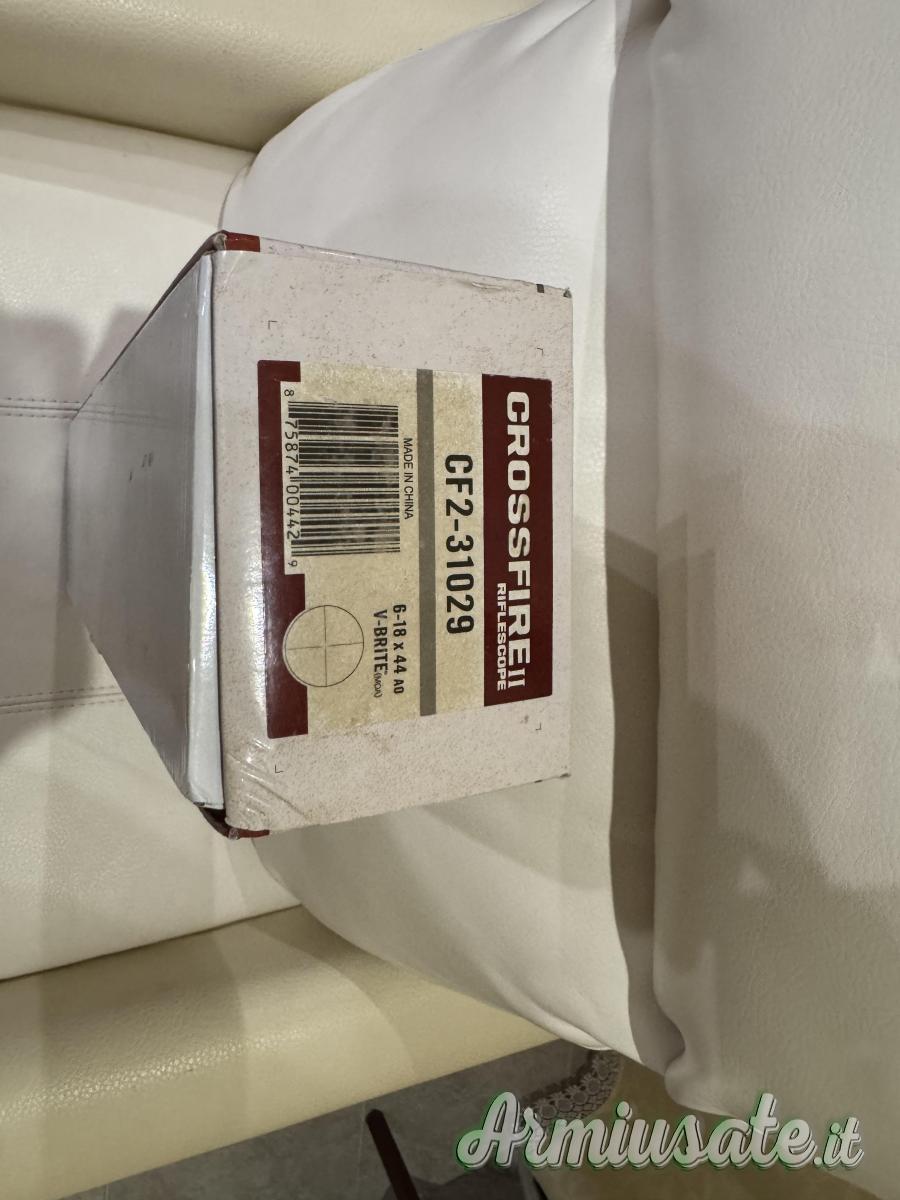 CROSSFIRE II
RIFLESCOPE
CF2-31029
MADE IN CHINA
8 75874 00442 9
6-18 x 44 AO
V-BRITE® (MOA)
Armiusate.it